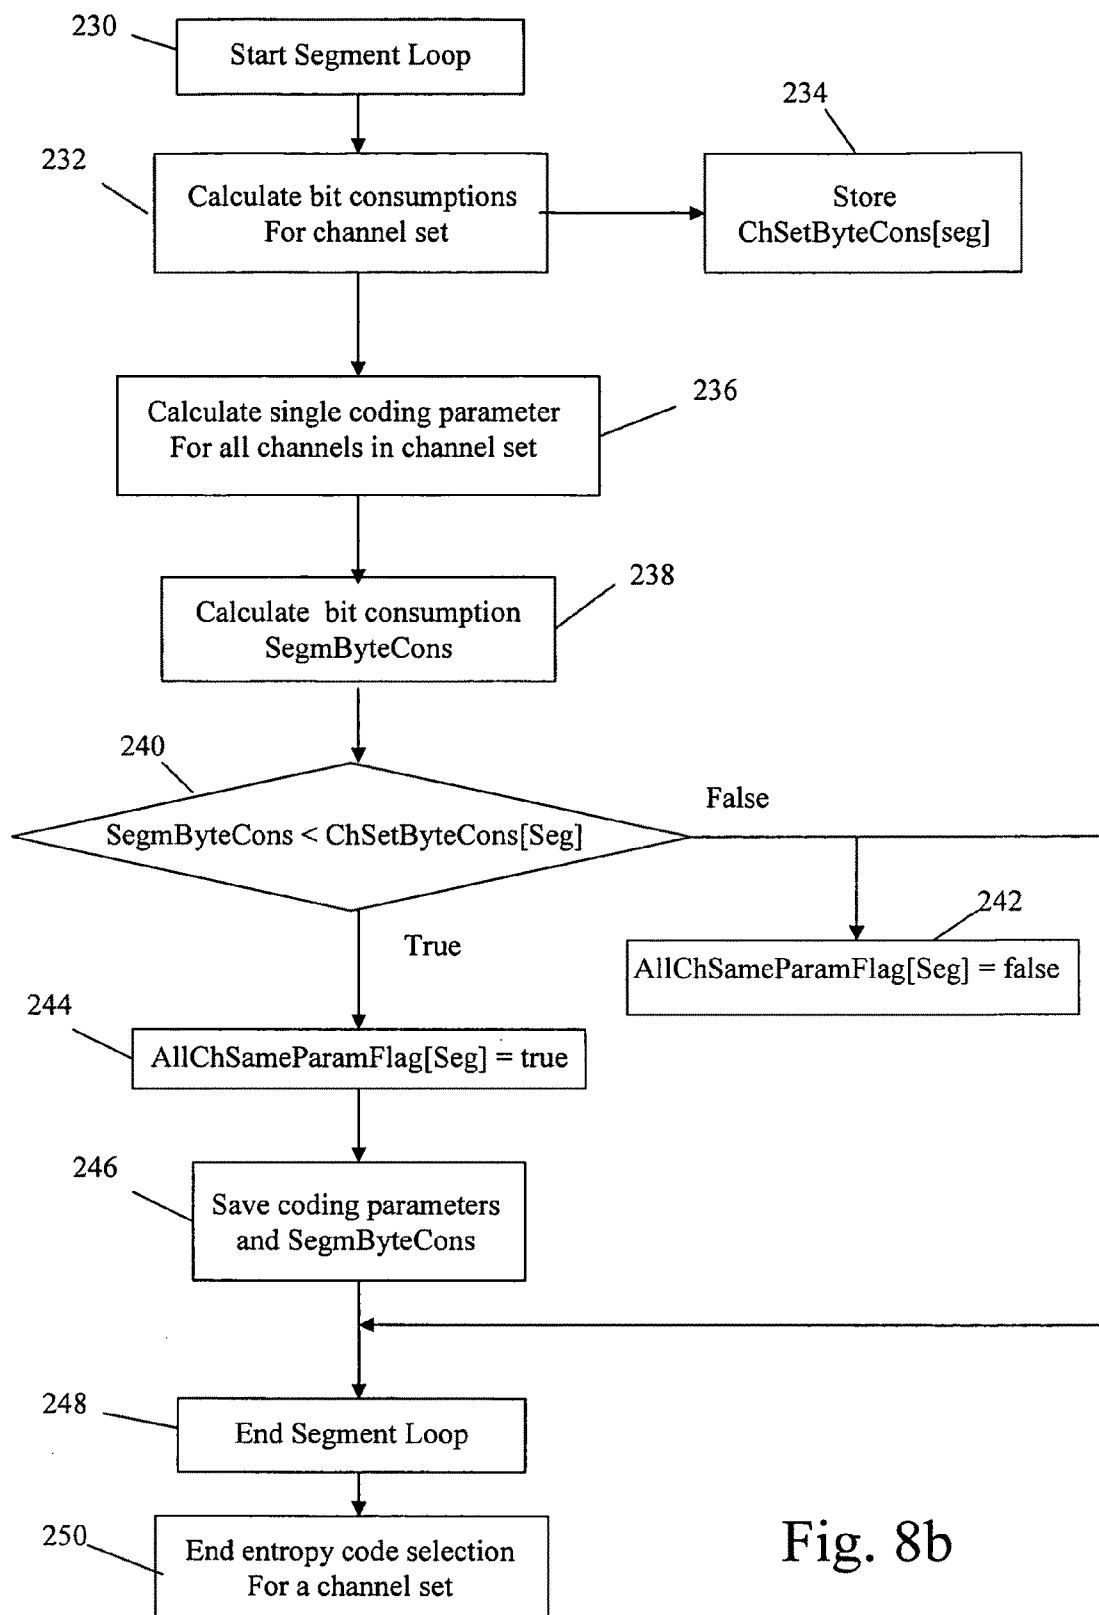 230
Start Segment Loop
234
232
Calculate bit consumptions
For channel set
Store
ChSetByteCons[seg]
236
Calculate single coding parameter
For all channels in channel set
238
Calculate bit consumption
SegmByteCons
240
False
SegmByteCons < ChSetByteCons[Seg]
242
True
AllChSameParamFlag[Seg] = false
244
AllChSameParamFlag[Seg] = true
246
Save coding parameters
and SegmByteCons
248
End Segment Loop
250
End entropy code selection
For a channel set
Fig. 8b